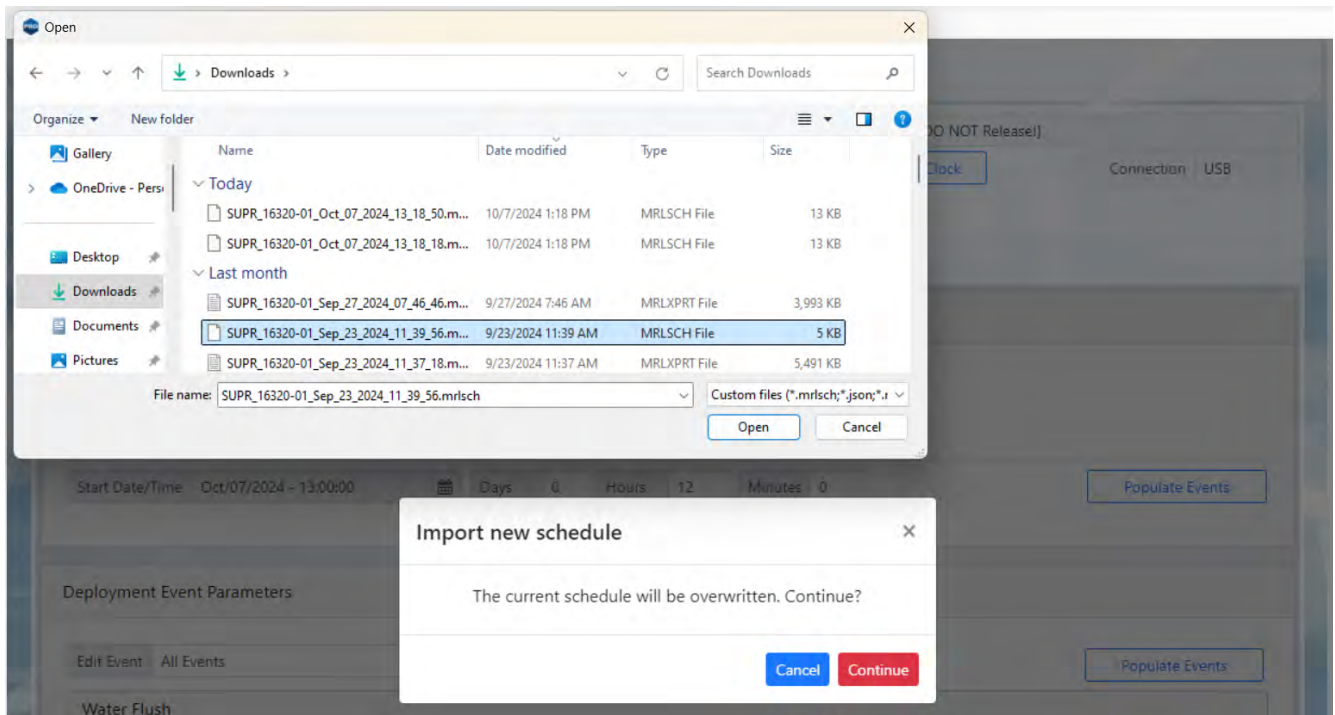 PRO Open
Downloads
Search Downloads
Organize New folder
Gallery
OneDrive - Pers
Desktop
Downloads
Documents
Pictures
Name Date modified Type Size
Today
SUPR_16320-01_Oct_07_2024_13_18_50.m... 10/7/2024 1:18 PM MRLSCH File 13 KB
SUPR_16320-01_Oct_07_2024_13_18_18.m... 10/7/2024 1:18 PM MRLSCH File 13 KB
Last month
SUPR_16320-01_Sep_27_2024_07_46_46.m... 9/27/2024 7:46 AM MRLXPRT File 3,993 KB
SUPR_16320-01_Sep_23_2024_11_39_56.m... 9/23/2024 11:39 AM MRLSCH File 5 KB
SUPR_16320-01_Sep_23_2024_11_37_18.m... 9/23/2024 11:37 AM MRLXPRT File 5,491 KB
File name: SUPR_16320-01_Sep_23_2024_11_39_56.mrlsch Custom files (*.mrlsch;*.json;*.r
Open Cancel
DO NOT Release!]
Clock Connection USB
Start Date/Time Oct/07/2024 - 13:00:00 Days 0 Hours 12 Minutes 0 Populate Events
Import new schedule
The current schedule will be overwritten. Continue?
Cancel Continue
Deployment Event Parameters
Edit Event All Events Populate Events
Water Flush